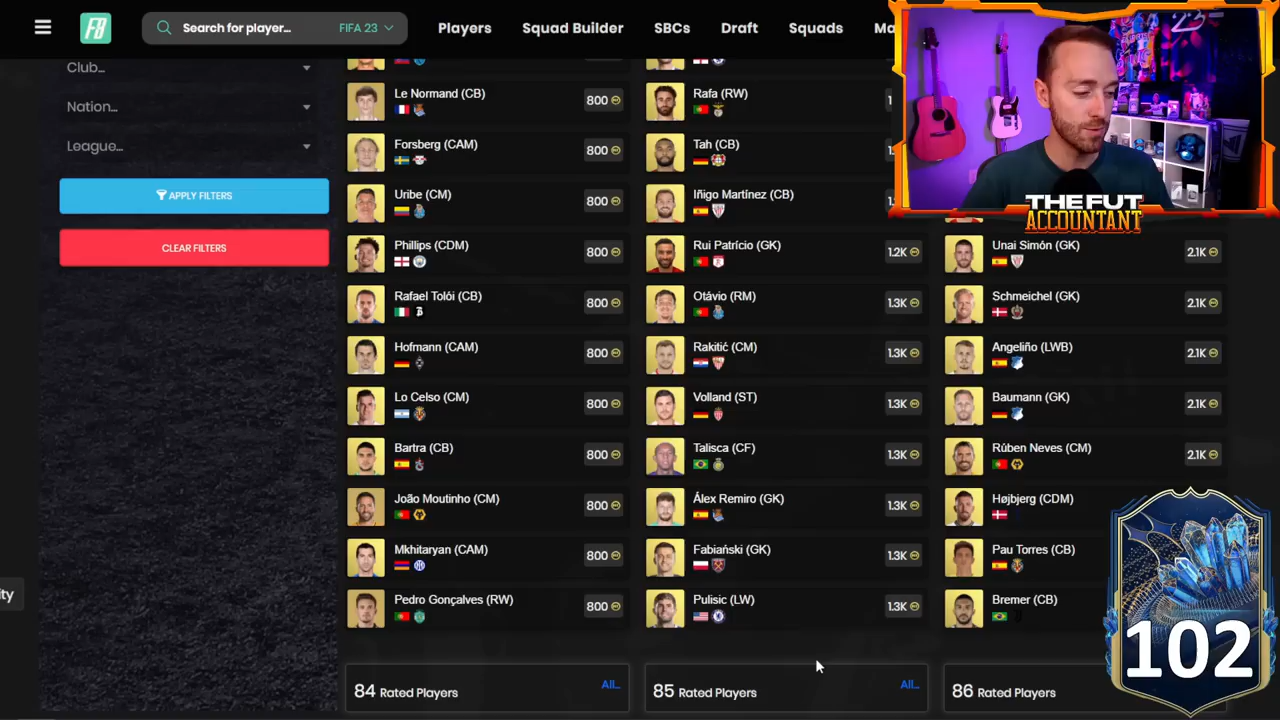 F8
Search for player...
FIFA 23
Players
Squad Builder
SBCs
Draft
Squads
Ma
Club...
Nation...
League...
APPLY FILTERS
CLEAR FILTERS
Le Normand (CB)
800
Forsberg (CAM)
800
Uribe (CM)
800
Phillips (CDM)
800
Rafael Tolói (CB)
800
Hofmann (CAM)
800
Lo Celso (CM)
800
Bartra (CB)
800
João Moutinho (CM)
800
Mkhitaryan (CAM)
800
Pedro Gonçalves (RW)
800
Rafa (RW)
Tah (CB)
Iñigo Martínez (CB)
Rui Patrício (GK)
1.2K
Otávio (RM)
1.3K
Rakitić (CM)
1.3K
Volland (ST)
1.3K
Talisca (CF)
1.3K
Álex Remiro (GK)
1.3K
Fabiański (GK)
1.3K
Pulisic (LW)
1.3K
Unai Simón (GK)
2.1K
Schmeichel (GK)
2.1K
Angeliño (LWB)
2.1K
Baumann (GK)
2.1K
Rúben Neves (CM)
2.1K
Højbjerg (CDM)
Pau Torres (CB)
Bremer (CB)
84 Rated Players
All...
85 Rated Players
All...
86 Rated Players
ity
THE FUT
ACCOUNTANT
102